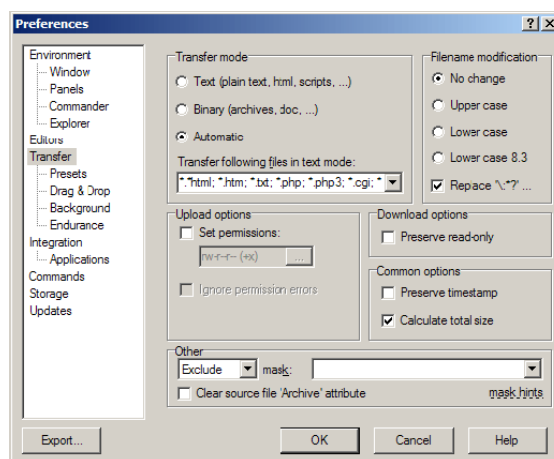 Preferences
Environment
Window
Panels
Commander
Explorer
Editors
Transfer
Presets
Drag & Drop
Background
Endurance
Integration
Applications
Commands
Storage
Updates
Transfer mode
Text (plain text, html, scripts, ...)
Binary (archives, doc, ...)
Automatic
Transfer following files in text mode:
*.*html; *.htm; *.txt; *.php; *.php3; *.cgi; *
Filename modification
No change
Upper case
Lower case
Lower case 8.3
Replace '\:*?' ...
Upload options
Set permissions:
rw-r--r-- (+x) ...
Ignore permission errors
Download options
Preserve read-only
Common options
Preserve timestamp
Calculate total size
Other
Exclude mask:
Clear source file 'Archive' attribute mask hints
Export... OK Cancel Help